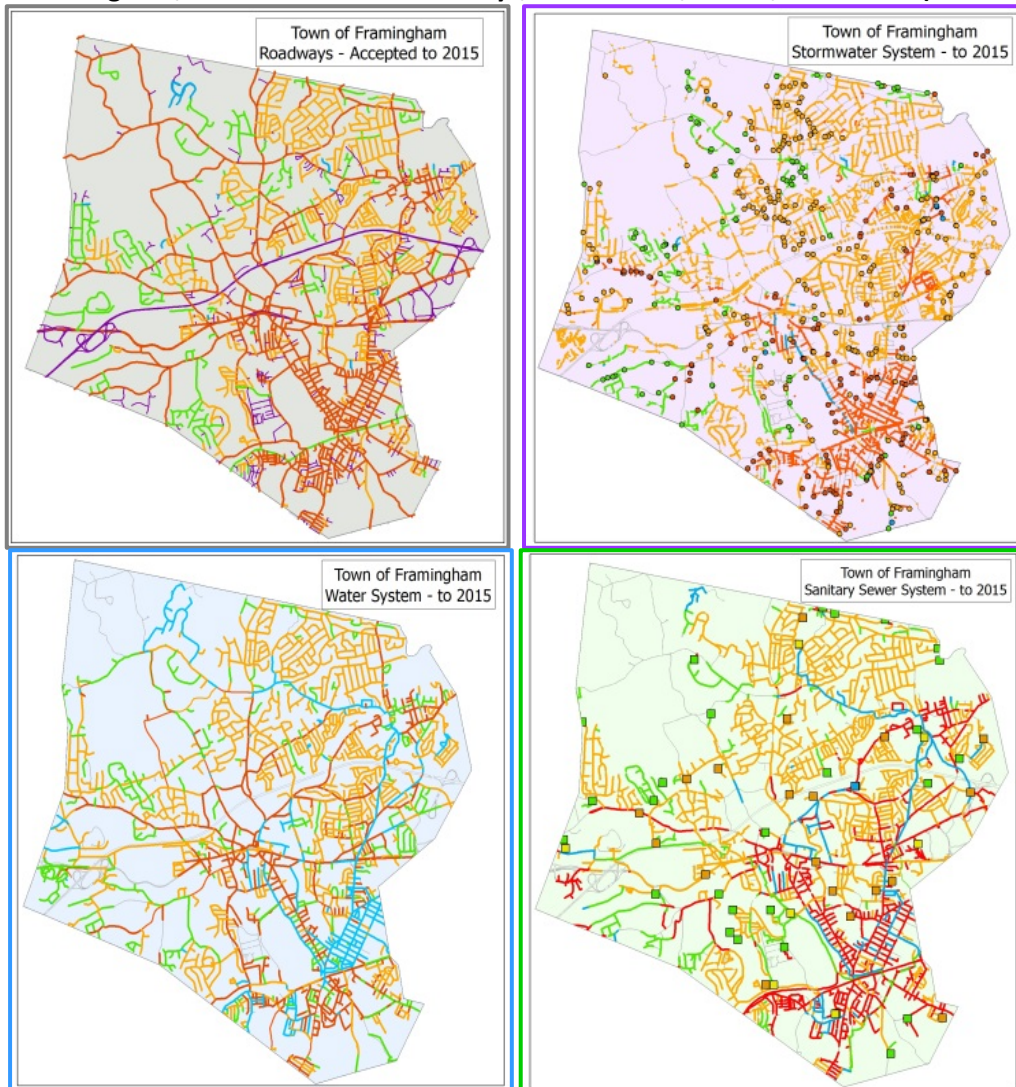 Town of Framingham
Roadways - Accepted to 2015
Town of Framingham
Stormwater System - to 2015
Town of Framingham
Water System - to 2015
Town of Framingham
Sanitary Sewer System - to 2015